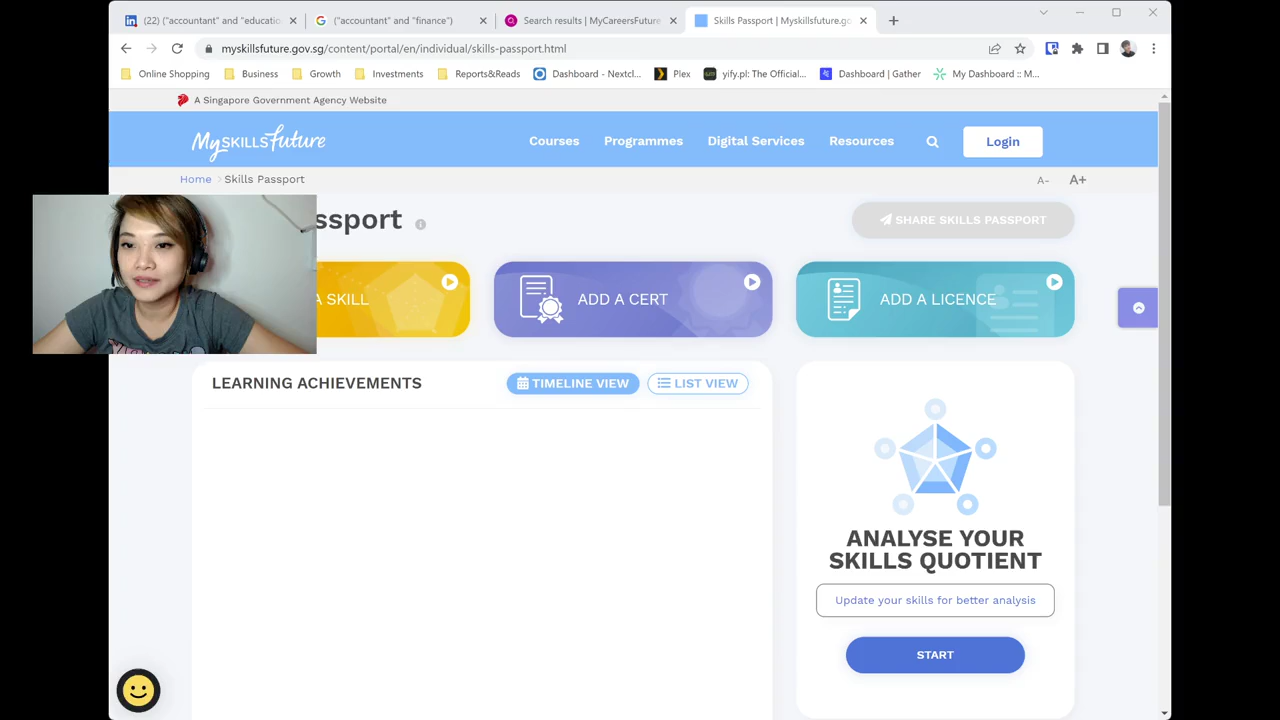 (22) ("accountant" and "educatio
("accountant" and "finance")
Search results | MyCareersFuture
Skills Passport | Myskillsfuture.go
myskillsfuture.gov.sg/content/portal/en/individual/skills-passport.html
Online Shopping
Business
Growth
Investments
Reports&Reads
Dashboard - Nextcl...
Plex
yify.pl: The Official...
Dashboard | Gather
My Dashboard :: M...
A Singapore Government Agency Website
MySKILLSFuture
Courses
Programmes
Digital Services
Resources
Login
Home > Skills Passport
A-
A+
ssport
SHARE SKILLS PASSPORT
A SKILL
ADD A CERT
ADD A LICENCE
LEARNING ACHIEVEMENTS
TIMELINE VIEW
LIST VIEW
ANALYSE YOUR
SKILLS QUOTIENT
Update your skills for better analysis
START